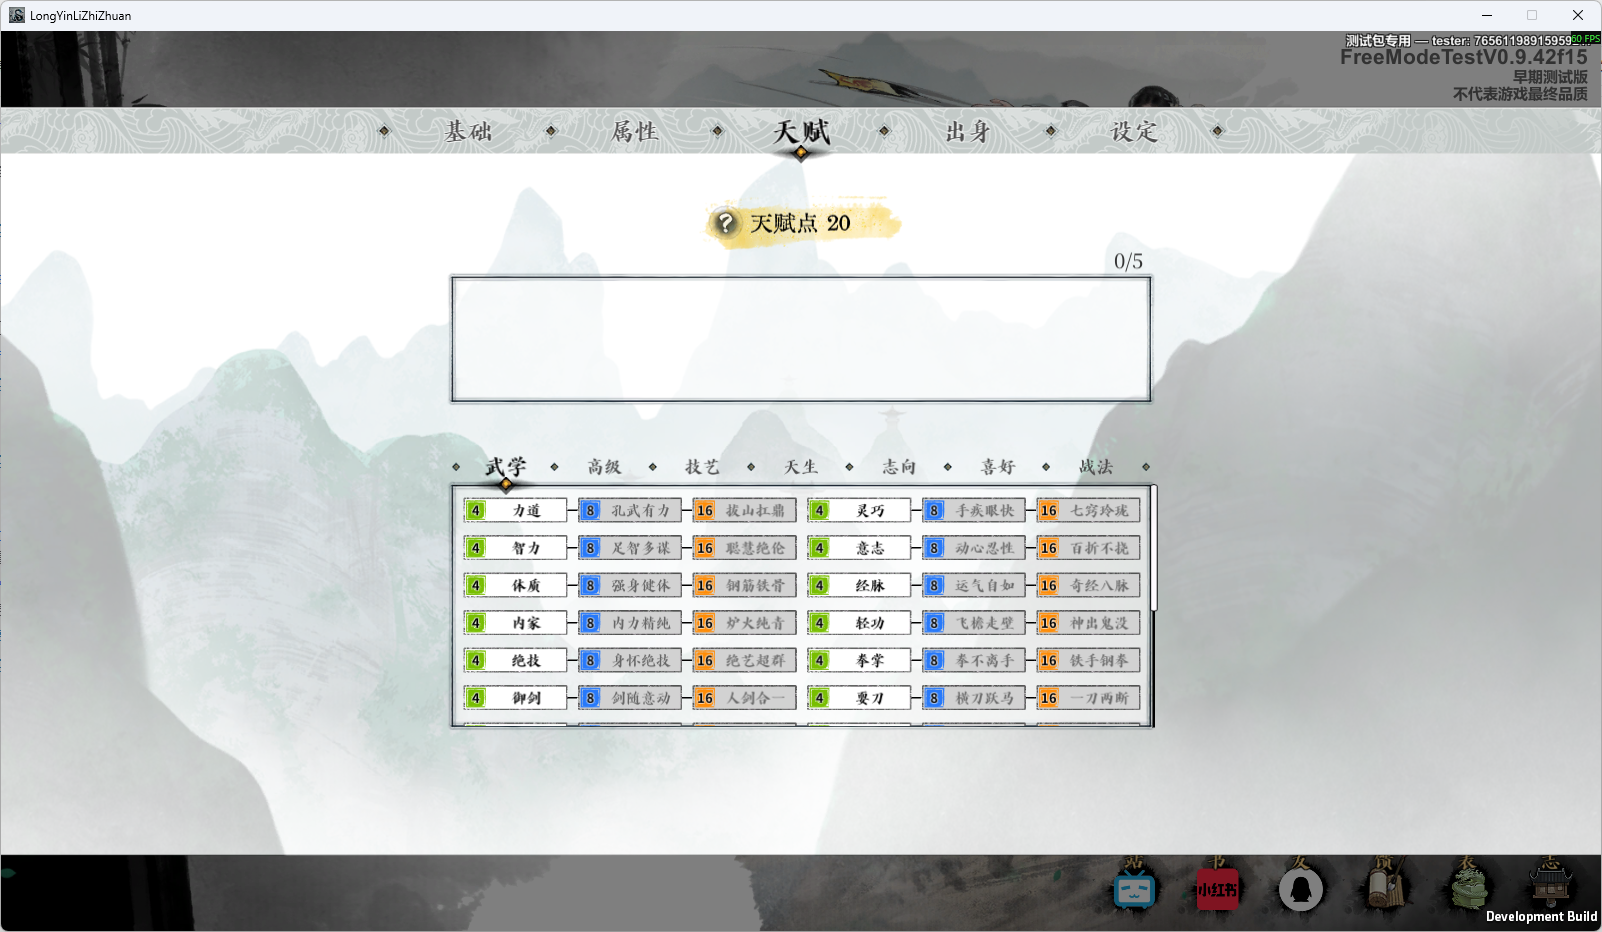 LongYinLiZhiZhuan
测试包专用 — tester: 76561198915959
60 FPS
FreeModeTestV0.9.42f15
早期测试版
不代表游戏最终品质
基础 属性 天赋 出身 设定
? 天赋点 20
0/5
武学 高级 技艺 天生 志向 喜好 战法
4 力道 8 孔武有力 16 拔山扛鼎 4 灵巧 8 手疾眼快 16 七窍玲珑
4 智力 8 足智多谋 16 聪慧绝伦 4 意志 8 动心忍性 16 百折不挠
4 体质 8 强身健体 16 钢筋铁骨 4 经脉 8 运气自如 16 奇经八脉
4 内家 8 内力精纯 16 炉火纯青 4 轻功 8 飞檐走壁 16 神出鬼没
4 绝技 8 身怀绝技 16 绝艺超群 4 拳掌 8 拳不离手 16 铁手钢拳
4 御剑 8 剑随意动 16 人剑合一 4 耍刀 8 横刀跃马 16 一刀两断
站 书 友 馈 表 志
小红书
Development Build